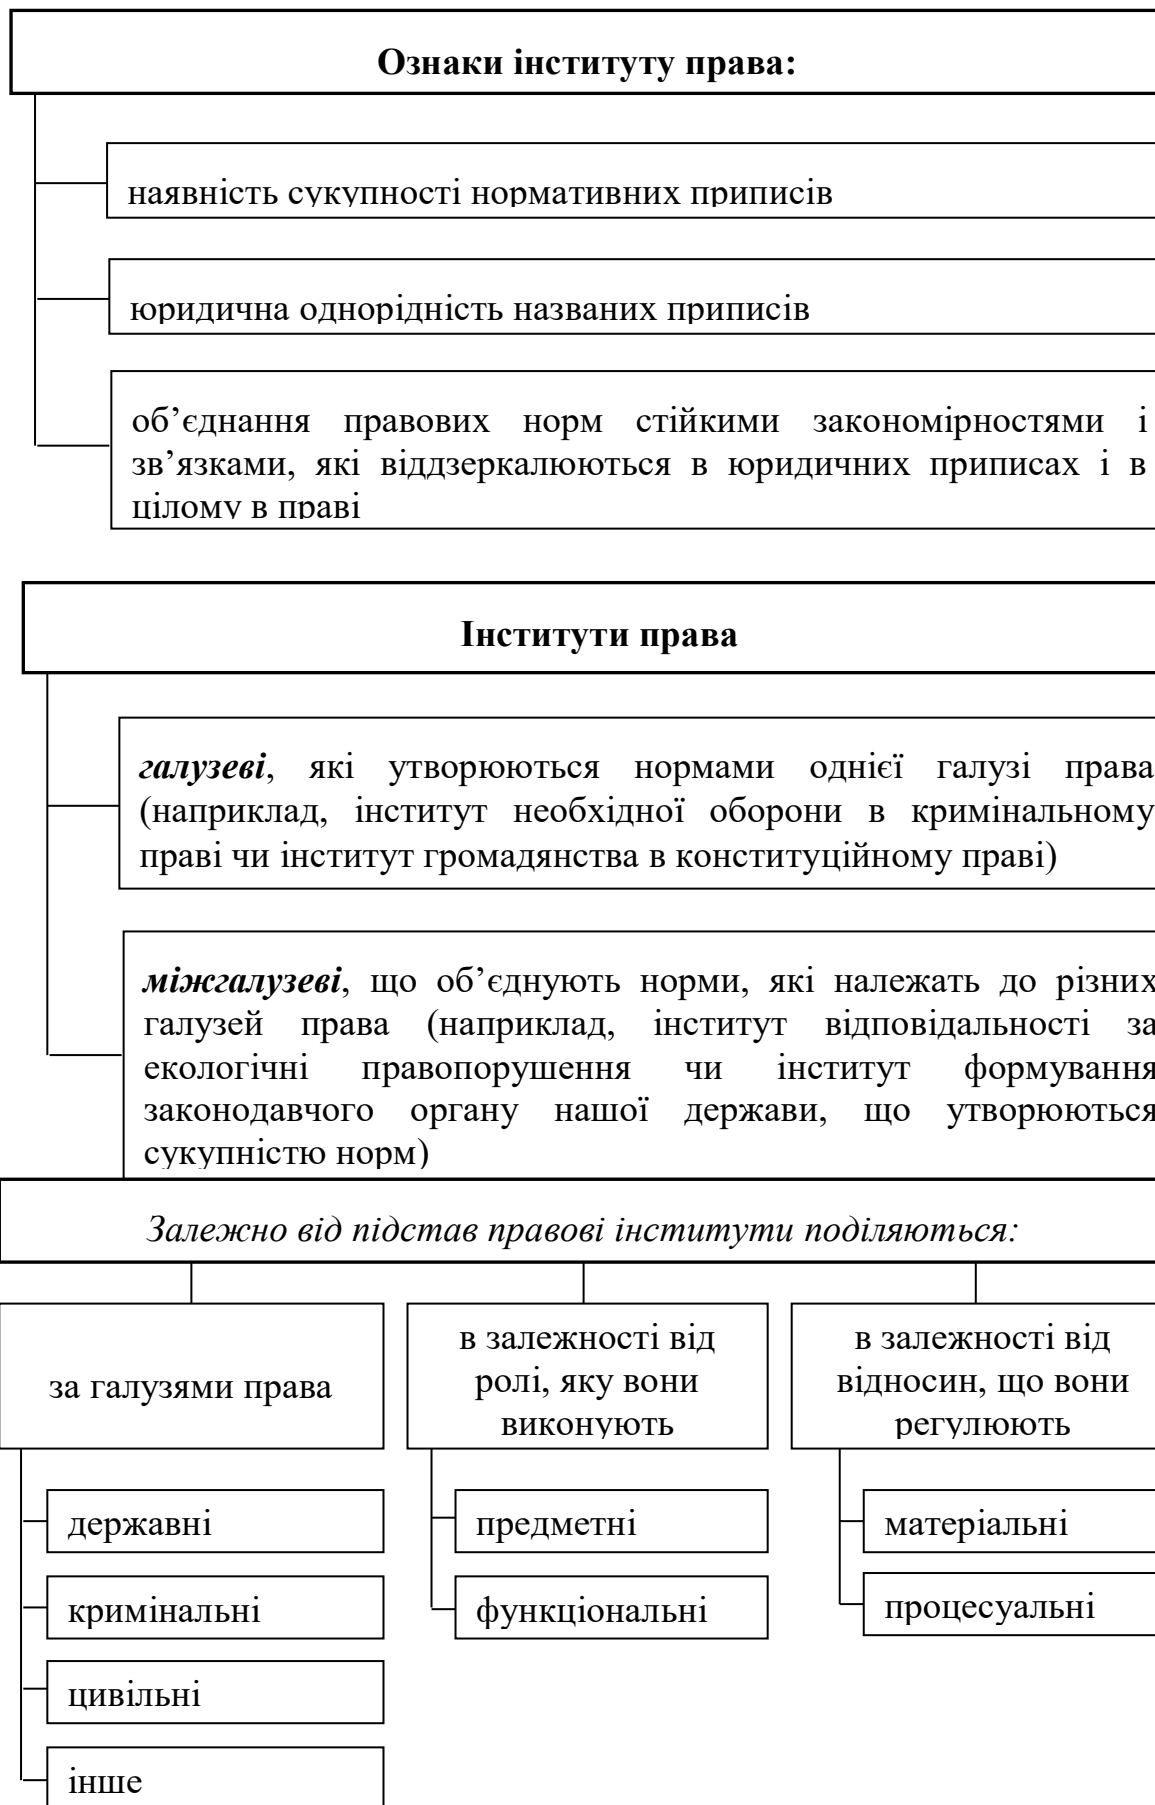 Ознаки інституту права:
наявність сукупності нормативних приписів
юридична однорідність названих приписів
об’єднання правових норм стійкими закономірностями і
зв’язками, які віддзеркалюються в юридичних приписах і в
цілому в праві
Інститути права
галузеві, які утворюються нормами однієї галузі права
(наприклад, інститут необхідної оборони в кримінальному
праві чи інститут громадянства в конституційному праві)
міжгалузеві, що об’єднують норми, які належать до різних
галузей права (наприклад, інститут відповідальності за
екологічні правопорушення чи інститут формування
законодавчого органу нашої держави, що утворюються
сукупністю норм)
Залежно від підстав правові інститути поділяються:
за галузями права
державні
кримінальні
цивільні
інше
в залежності від
ролі, яку вони
виконують
предметні
функціональні
в залежності від
відносин, що вони
регулюють
матеріальні
процесуальні